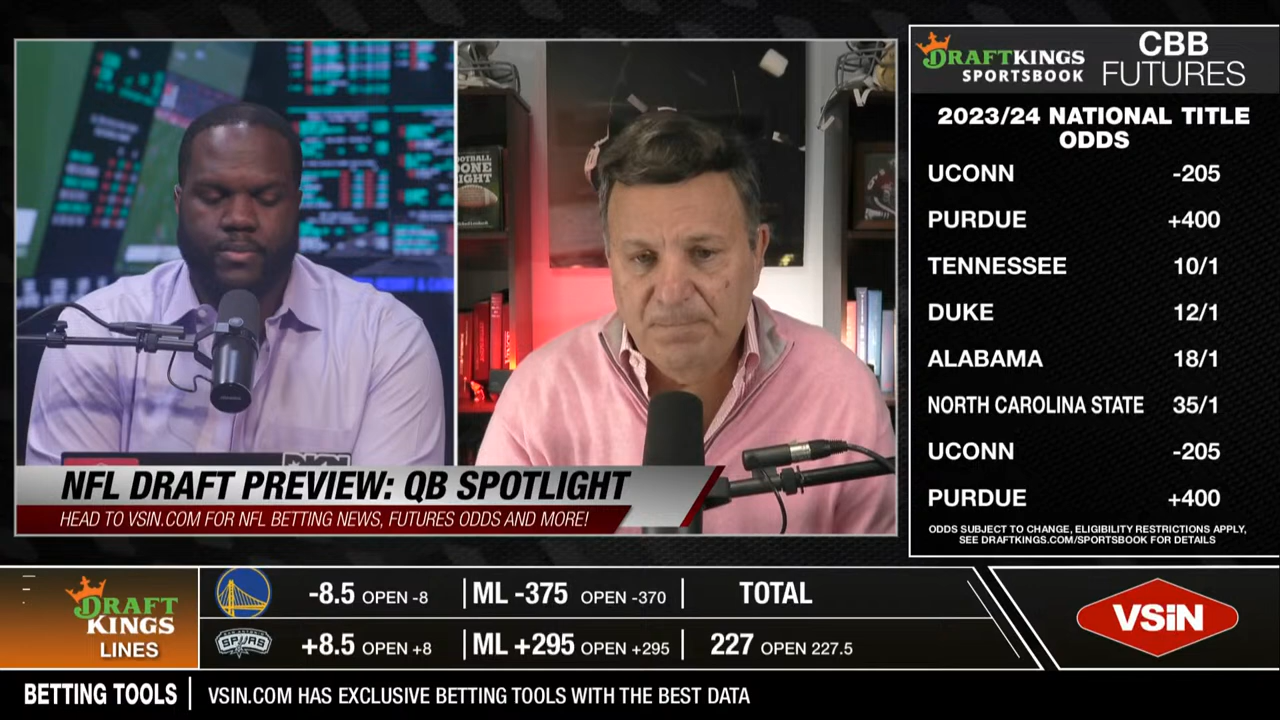 DRAFTKINGS
SPORTSBOOK
CBB
FUTURES
2023/24 NATIONAL TITLE
ODDS
UCONN -205
PURDUE +400
TENNESSEE 10/1
DUKE 12/1
ALABAMA 18/1
NORTH CAROLINA STATE 35/1
UCONN -205
PURDUE +400
ODDS SUBJECT TO CHANGE, ELIGIBILITY RESTRICTIONS APPLY,
SEE DRAFTKINGS.COM/SPORTSBOOK FOR DETAILS
NFL DRAFT PREVIEW: QB SPOTLIGHT
HEAD TO VSIN.COM FOR NFL BETTING NEWS, FUTURES ODDS AND MORE!
DRAFT
KINGS
LINES
-8.5 OPEN -8 ML -375 OPEN -370 TOTAL
SPURS +8.5 OPEN +8 ML +295 OPEN +295 227 OPEN 227.5
VSiN
BETTING TOOLS VSIN.COM HAS EXCLUSIVE BETTING TOOLS WITH THE BEST DATA